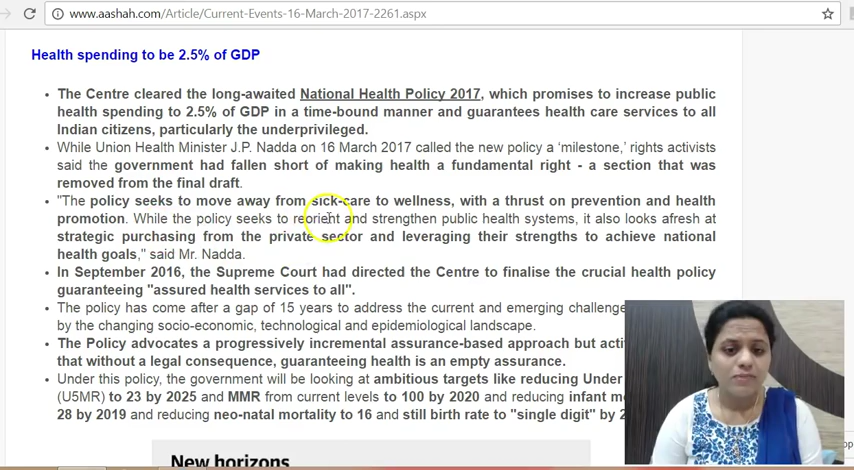 www.aashah.com/Article/Current-Events-16-March-2017-2261.aspx
Health spending to be 2.5% of GDP
• The Centre cleared the long-awaited National Health Policy 2017, which promises to increase public
health spending to 2.5% of GDP in a time-bound manner and guarantees health care services to all
Indian citizens, particularly the underprivileged.
• While Union Health Minister J.P. Nadda on 16 March 2017 called the new policy a ‘milestone,’ rights activists
said the government had fallen short of making health a fundamental right - a section that was
removed from the final draft.
• "The policy seeks to move away from sick-care to wellness, with a thrust on prevention and health
promotion. While the policy seeks to reorient and strengthen public health systems, it also looks afresh at
strategic purchasing from the private sector and leveraging their strengths to achieve national
health goals," said Mr. Nadda.
• In September 2016, the Supreme Court had directed the Centre to finalise the crucial health policy
guaranteeing "assured health services to all".
• The policy has come after a gap of 15 years to address the current and emerging challenge
by the changing socio-economic, technological and epidemiological landscape.
• The Policy advocates a progressively incremental assurance-based approach but acti
that without a legal consequence, guaranteeing health is an empty assurance.
• Under this policy, the government will be looking at ambitious targets like reducing Under
(U5MR) to 23 by 2025 and MMR from current levels to 100 by 2020 and reducing infant m
28 by 2019 and reducing neo-natal mortality to 16 and still birth rate to "single digit" by 2
New horizons